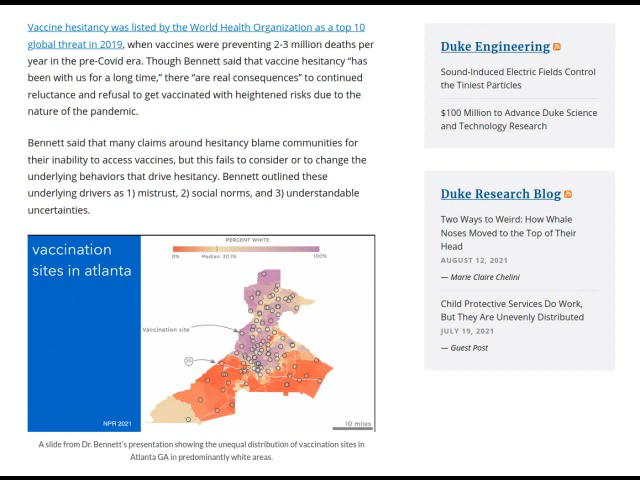 Vaccine hesitancy was listed by the World Health Organization as a top 10
global threat in 2019, when vaccines were preventing 2-3 million deaths per
year in the pre-Covid era. Though Bennett said that vaccine hesitancy “has
been with us for a long time,” there “are real consequences” to continued
reluctance and refusal to get vaccinated with heightened risks due to the
nature of the pandemic.
Bennett said that many claims around hesitancy blame communities for
their inability to access vaccines, but this fails to consider or to change the
underlying behaviors that drive hesitancy. Bennett outlined these
underlying drivers as 1) mistrust, 2) social norms, and 3) understandable
uncertainties.
vaccination
sites in atlanta
NPR 2021
PERCENT WHITE
0%
Median: 30.1%
100%
Vaccination site
10 miles
A slide from Dr. Bennett's presentation showing the unequal distribution of vaccination sites in
Atlanta GA in predominantly white areas.
Duke Engineering
Sound-Induced Electric Fields Control
the Tiniest Particles
$100 Million to Advance Duke Science
and Technology Research
Duke Research Blog
Two Ways to Weird: How Whale
Noses Moved to the Top of Their
Head
AUGUST 12, 2021
— Marie Claire Chelini
Child Protective Services Do Work,
But They Are Unevenly Distributed
JULY 19, 2021
— Guest Post